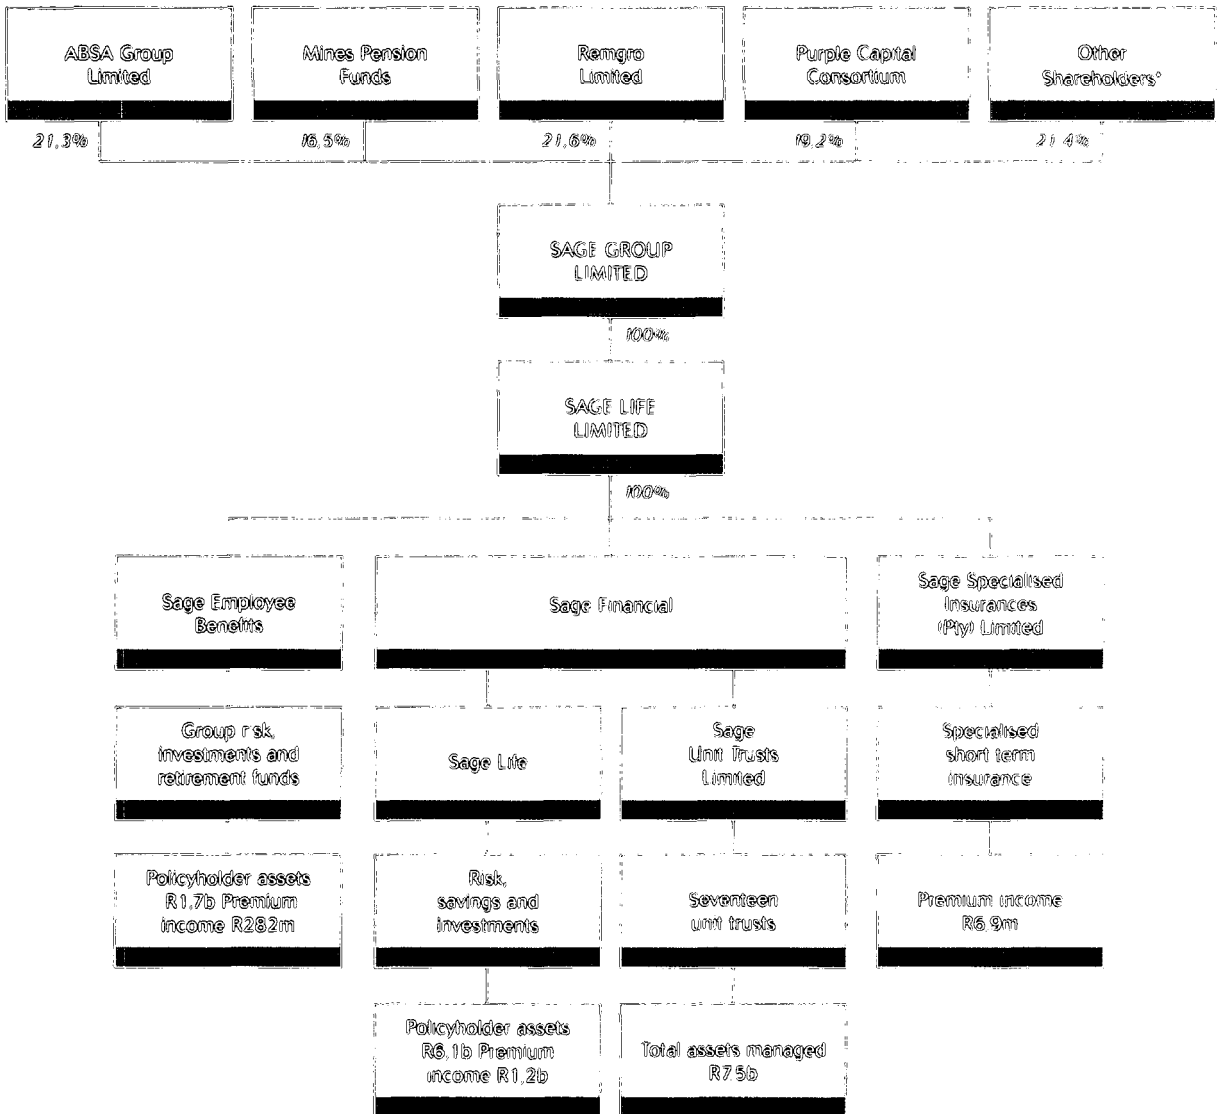 ABSA Group
Limited
Mines Pension
Funds
Remgro
Limited
Purple Capital
Consortium
Other
Shareholders*
21,3%
16,5%
21,6%
19,2%
21 4%
SAGE GROUP
LIMITED
100%
SAGE LIFE
LIMITED
100%
Sage Employee
Benefits
Sage Financial
Sage Specialised
Insurances
(Pty) Limited
Group r sk,
investments and
retirement funds
Sage Life
Sage
Unit Trusts
Limited
Specialised
short term
insurance
Policyholder assets
R1,7b Premium
income R282m
Risk,
savings and
investments
Seventeen
unit trusts
Premium income
R6,9m
Policyholder assets
R6,1b Premium
income R1,2b
Total assets managed
R7,5b